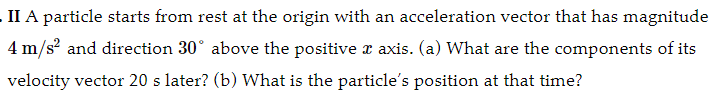 . II A particle starts from rest at the origin with an acceleration vector that has magnitude
4 m/s² and direction 30° above the positive x axis. (a) What are the components of its
velocity vector 20 s later? (b) What is the particle's position at that time?